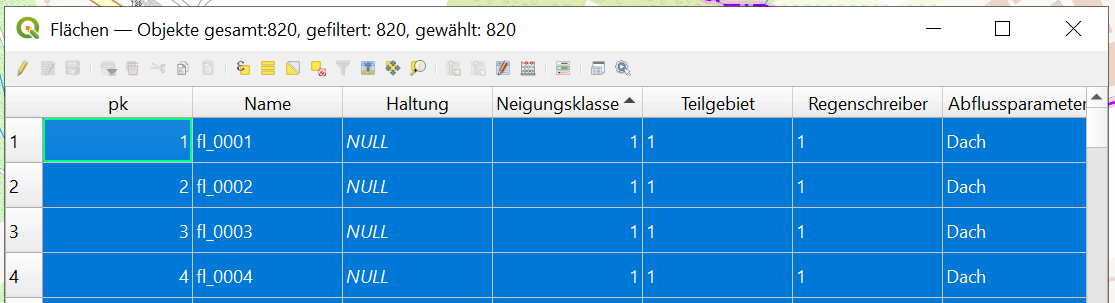 136
Flächen — Objekte gesamt:820, gefiltert: 820, gewählt: 820
pk Name Haltung Neigungsklasse Teilgebiet Regenschreiber Abflussparameter
1 1 fl_0001 NULL 1 1 1 Dach
2 2 fl_0002 NULL 1 1 1 Dach
3 3 fl_0003 NULL 1 1 1 Dach
4 4 fl_0004 NULL 1 1 1 Dach